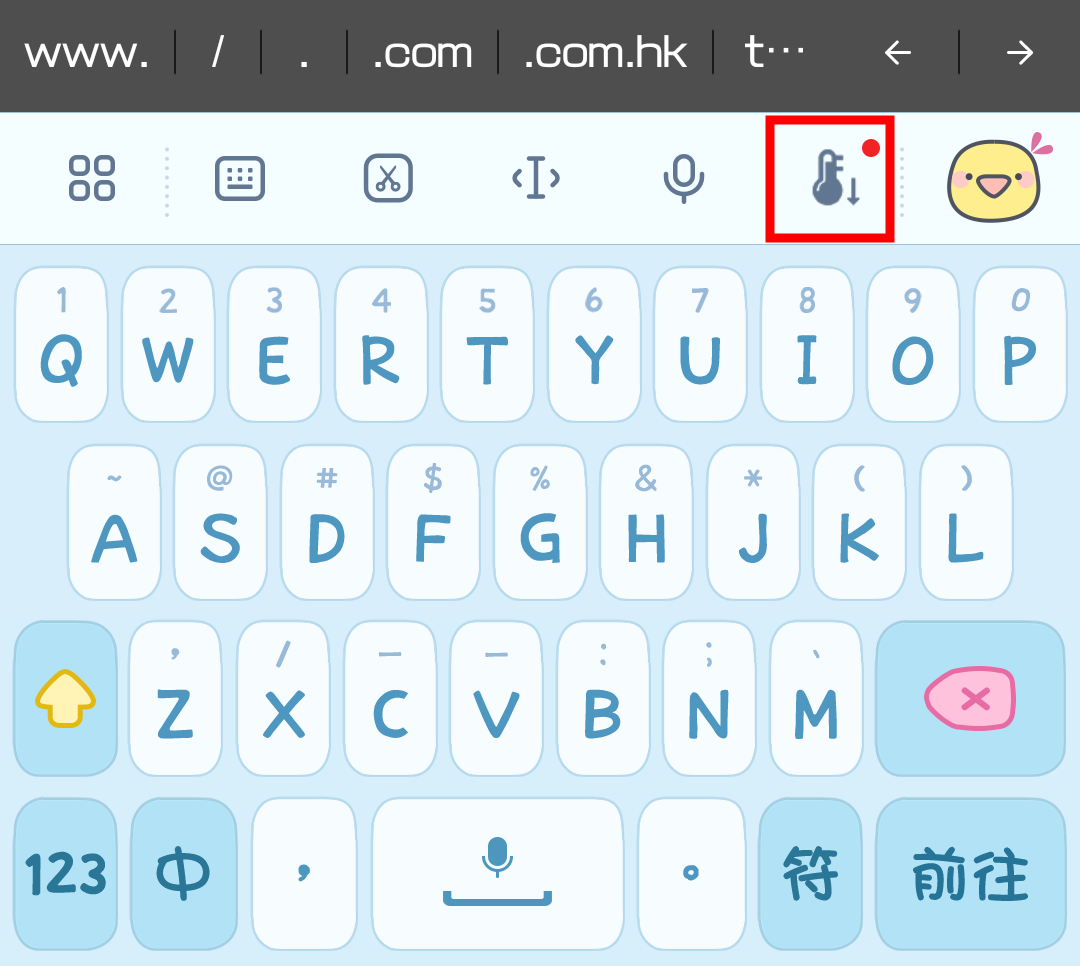 www. / . .com .com.hk t…
1 2 3 4 5 6 7 8 9 0
Q W E R T Y U I O P
~ @ # $ % & * ( )
A S D F G H J K L
, / — — : ; 、
Z X C V B N M
123 中 , 。 符 前往